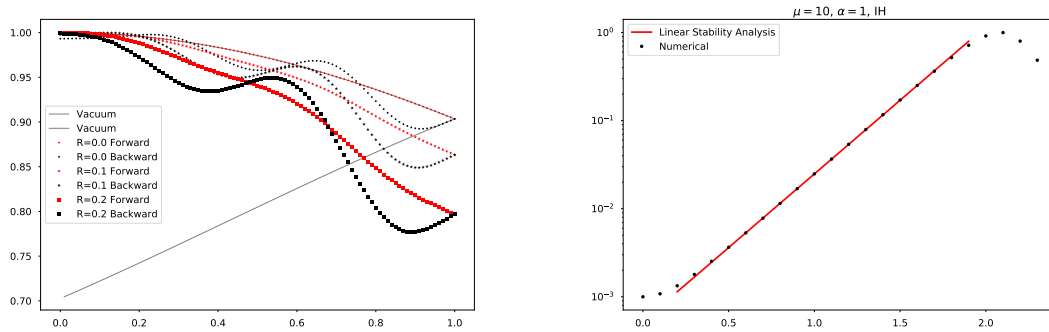 1.00
0.95
0.90
0.85
0.80
0.75
0.70
Vacuum
Vacuum
R=0.0 Forward
R=0.0 Backward
R=0.1 Forward
R=0.1 Backward
R=0.2 Forward
R=0.2 Backward
0.0 0.2 0.4 0.6 0.8 1.0
μ = 10, α = 1, IH
Linear Stability Analysis
Numerical
10⁰
10⁻¹
10⁻²
10⁻³
0.0 0.5 1.0 1.5 2.0